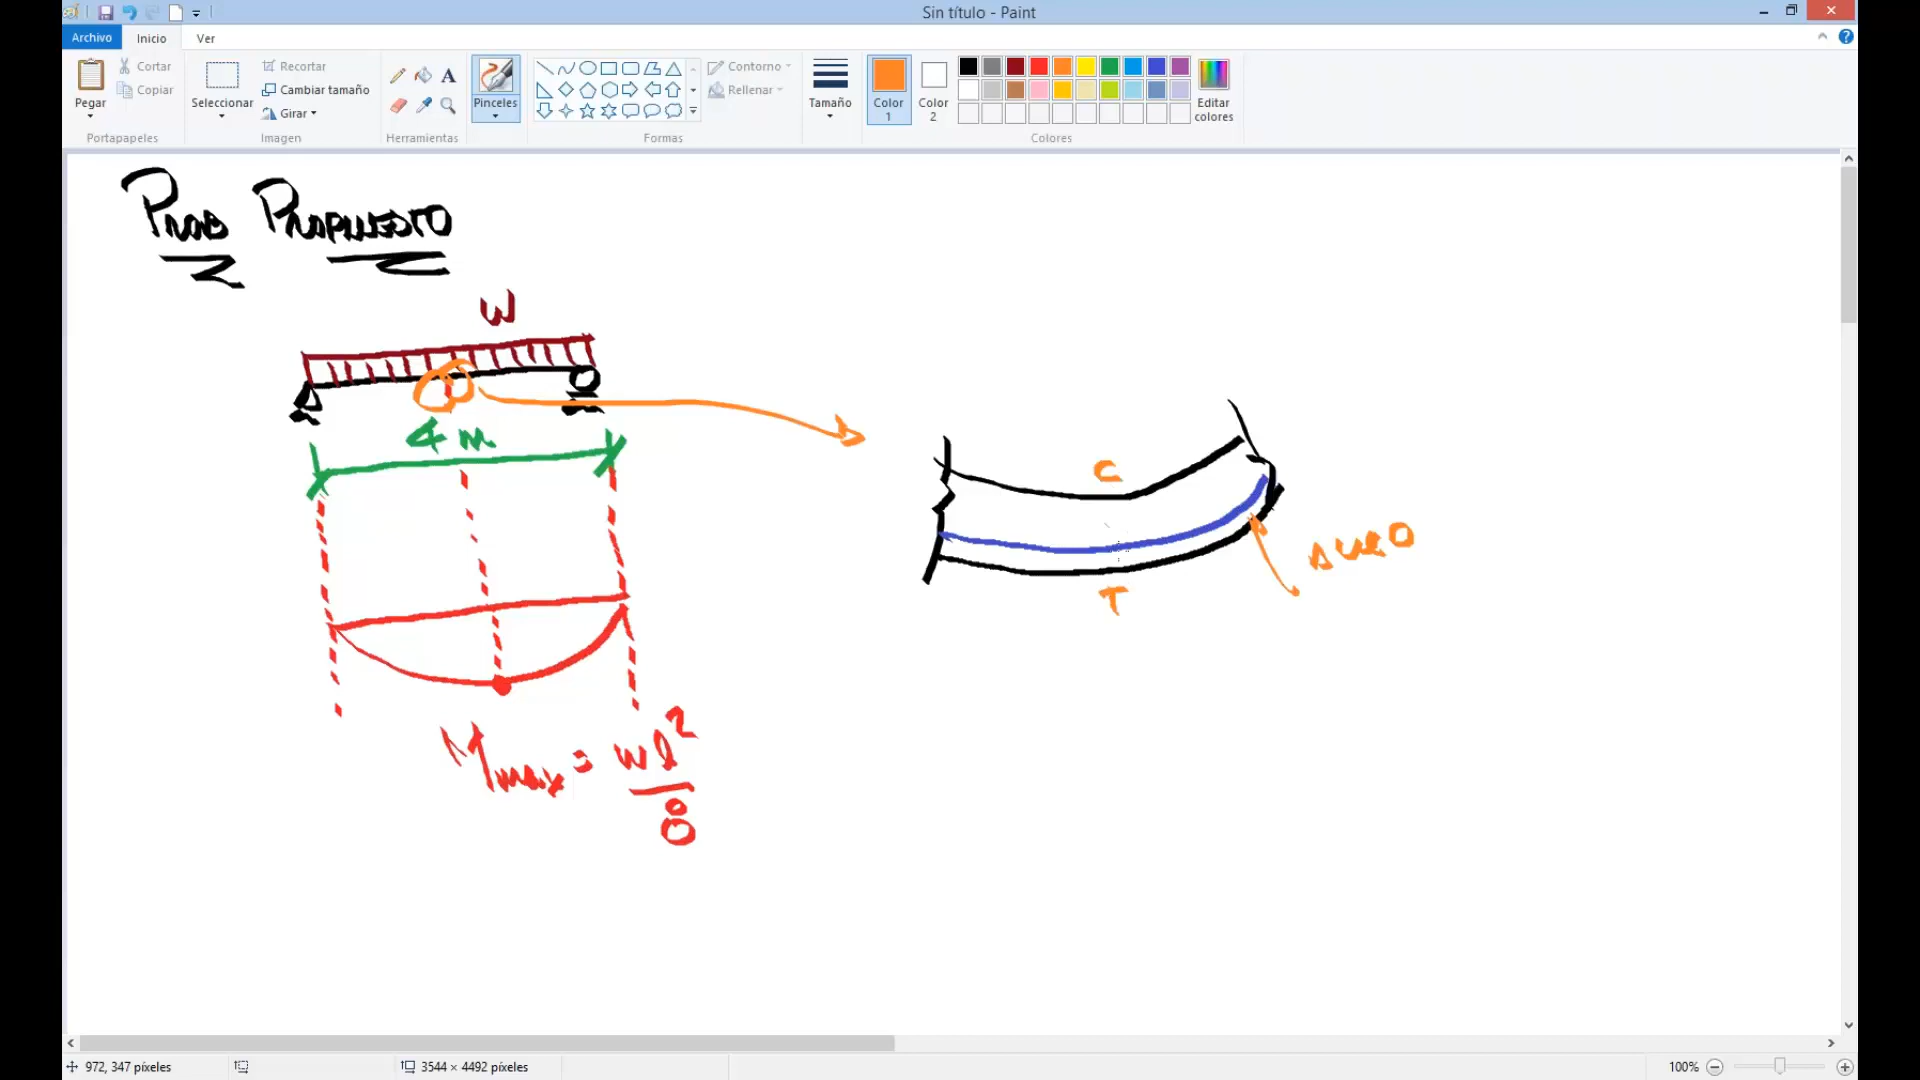 Sin título - Paint
Archivo Inicio Ver
Pegar
Cortar
Copiar
Portapapeles
Seleccionar
Recortar
Cambiar tamaño
Girar
Imagen
A
Herramientas
Pinceles
Contorno
Rellenar
Formas
Tamaño
Color 1
Color 2
Editar colores
Colores
PROB PROPUESTO
W
4 m
C
T
Mmax = wl²/8
972, 347 píxeles
3544 × 4492 píxeles
100%